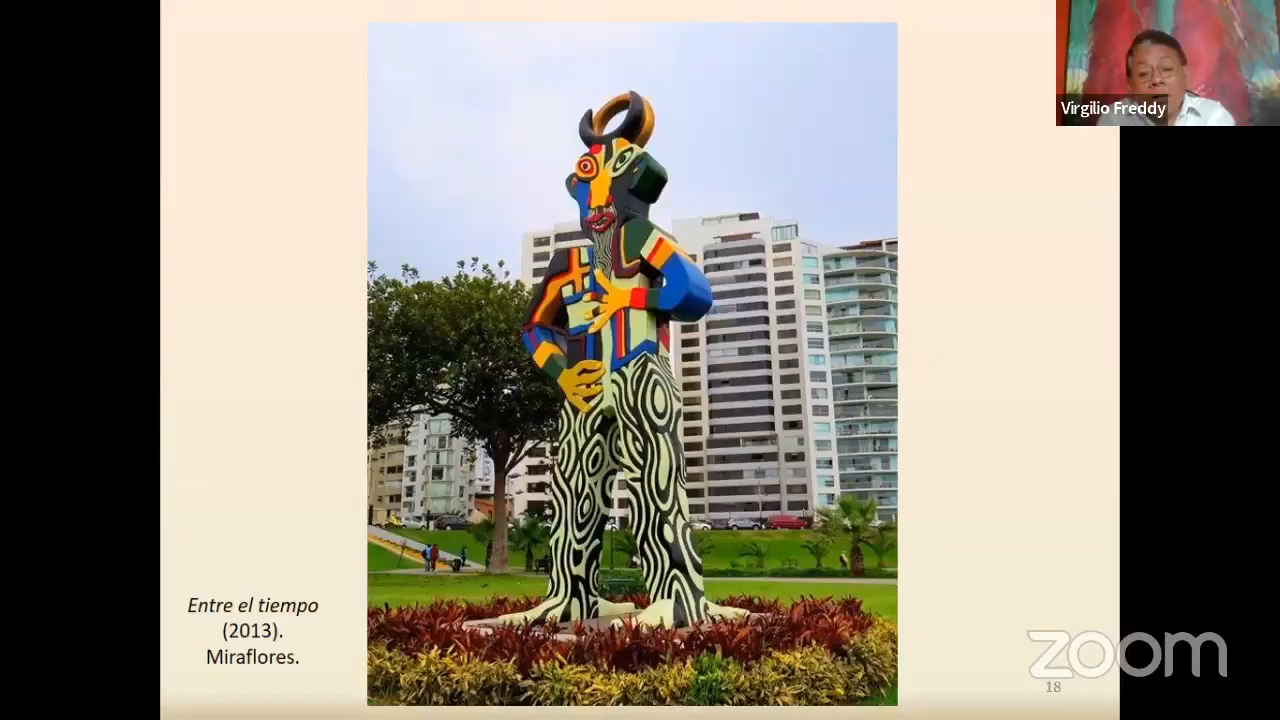 Virgilio Freddy
Entre el tiempo
(2013).
Miraflores.
zoom
18